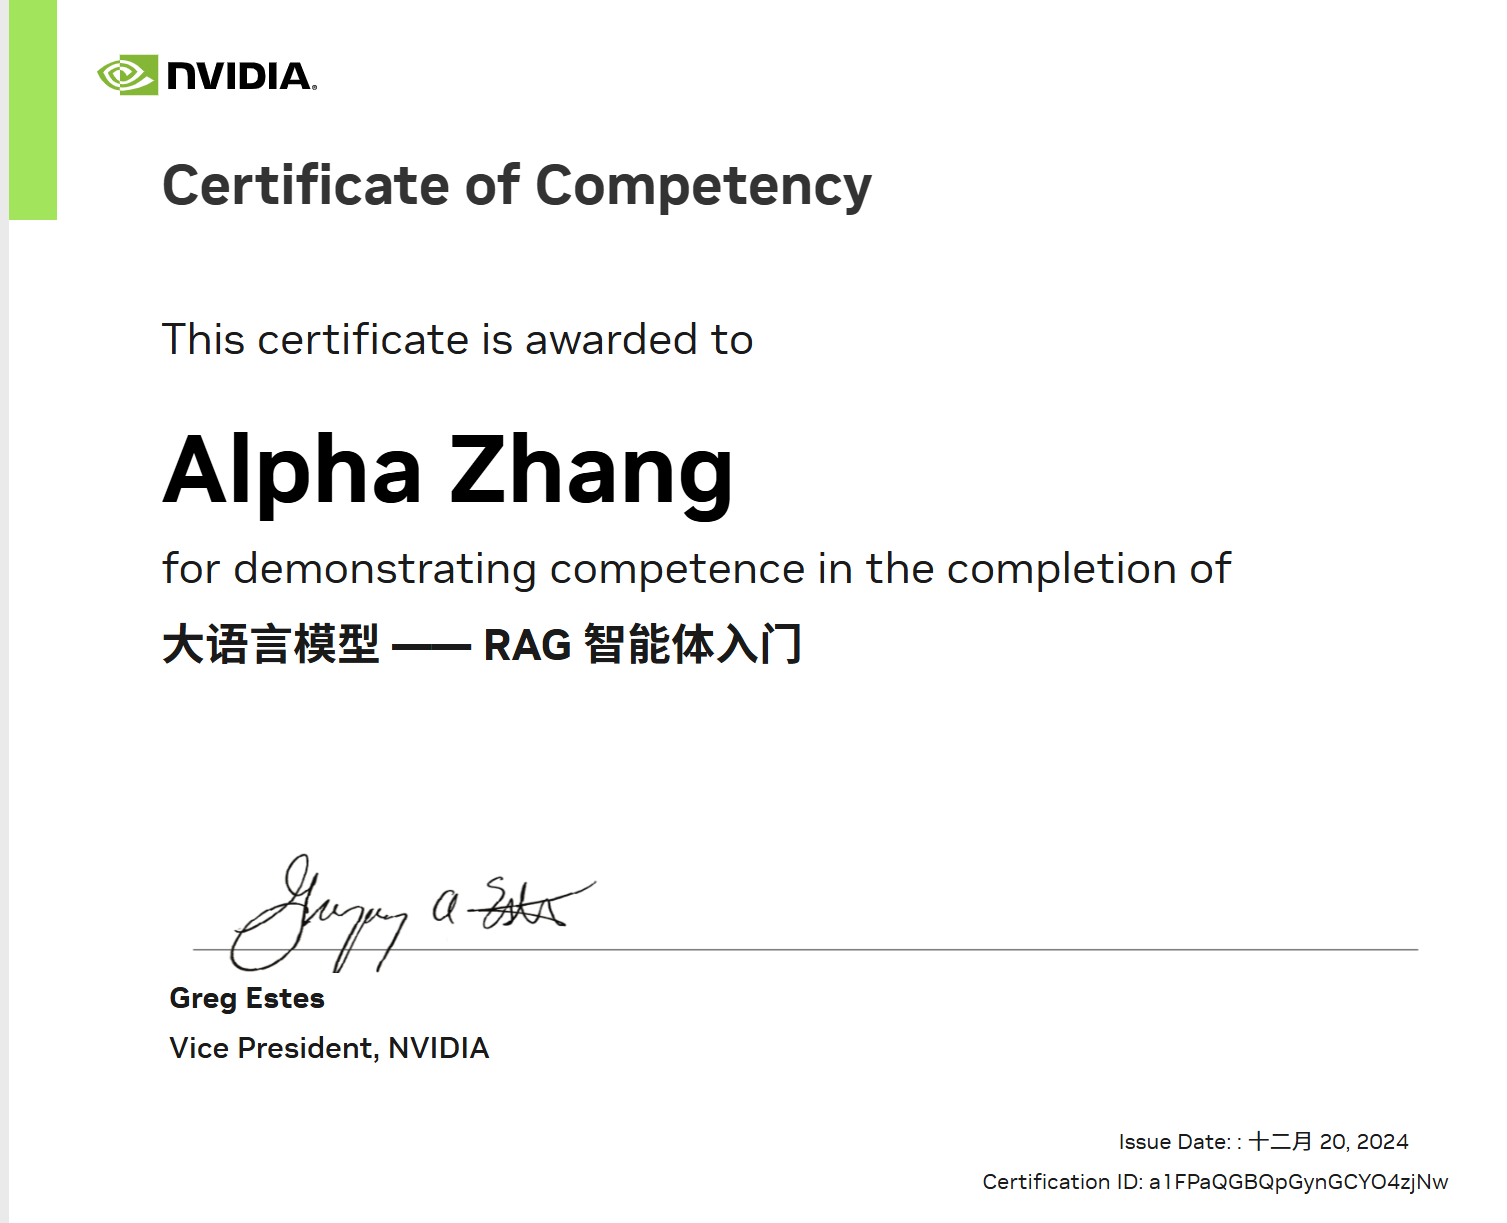 NVIDIA.
Certificate of Competency
This certificate is awarded to
Alpha Zhang
for demonstrating competence in the completion of
大语言模型 —— RAG 智能体入门
Gregory A Estes
Greg Estes
Vice President, NVIDIA
Issue Date: : 十二月 20, 2024
Certification ID: a1FPaQGBQpGynGCYO4zjNw